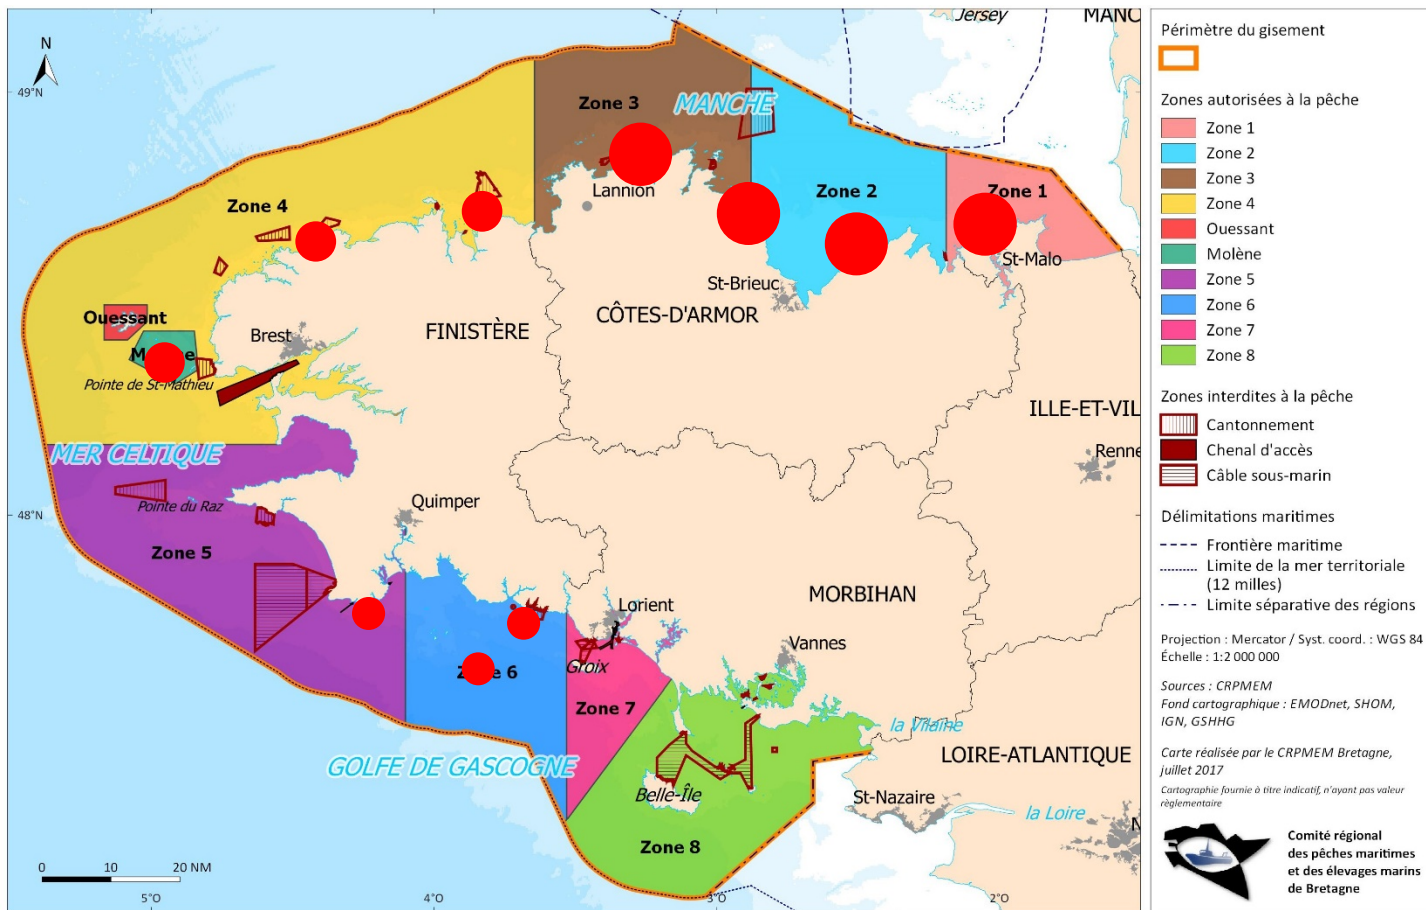 N
Jersey
MANC
49°N
Zone 3
MANCHE
Lannion
Zone 4
Zone 2
Zone 1
St-Malo
St-Brieuc
CÔTES-D'ARMOR
Ouessant
FINISTÈRE
Brest
Pointe de St-Mathieu
ILLE-ET-VIL
MER CELTIQUE
Renne
Quimper
Pointe du Raz
48°N
Zone 5
MORBIHAN
Lorient
Vannes
Groix
Zone 6
Zone 7
la Vilaine
LOIRE-ATLANTIQUE
GOLFE DE GASCOGNE
Belle-Île
St-Nazaire
la Loire
N
Zone 8
0 10 20 NM
5°O
4°O
3°O
2°O
Périmètre du gisement
Zones autorisées à la pêche
Zone 1
Zone 2
Zone 3
Zone 4
Ouessant
Molène
Zone 5
Zone 6
Zone 7
Zone 8
Zones interdites à la pêche
Cantonnement
Chenal d'accès
Câble sous-marin
Délimitations maritimes
Frontière maritime
Limite de la mer territoriale
(12 milles)
Limite séparative des régions
Projection : Mercator / Syst. coord. : WGS 84
Échelle : 1:2 000 000
Sources : CRPMEM
Fond cartographique : EMODnet, SHOM,
IGN, GSHHG
Carte réalisée par le CRPMEM Bretagne,
juillet 2017
Cartographie fournie à titre indicatif, n'ayant pas valeur
règlementaire
Comité régional
des pêches maritimes
et des élevages marins
de Bretagne